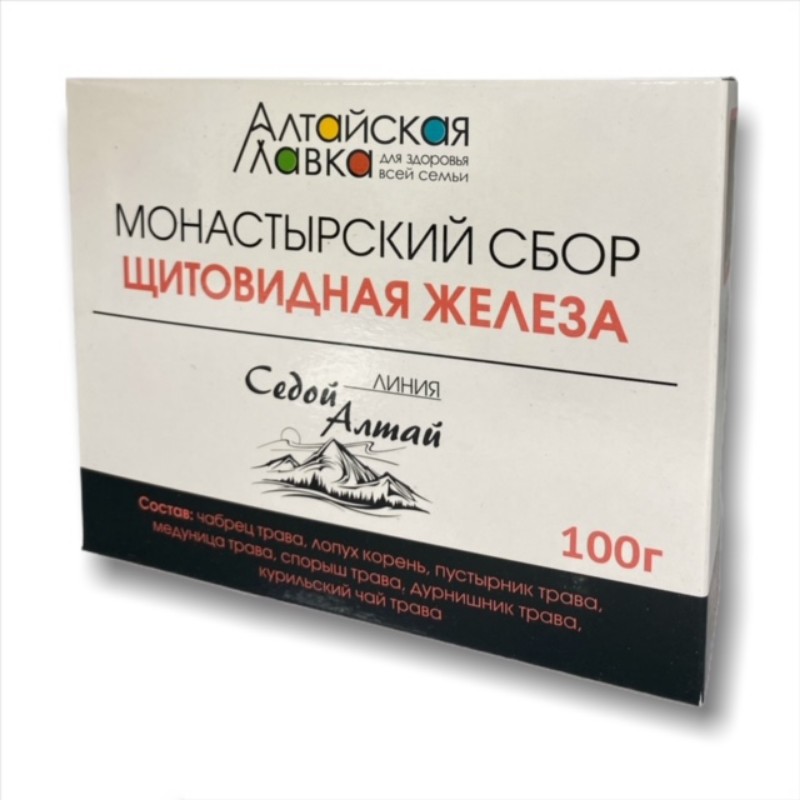 Алтайская
Лавка для здоровья
всей семьи
МОНАСТЫРСКИЙ СБОР
ЩИТОВИДНАЯ ЖЕЛЕЗА
ЛИНИЯ
Седой
Алтай
100г
Состав: чабрец трава, лопух корень, пустырник трава,
медуница трава, спорыш трава, дурнишник трава,
курильский чай трава